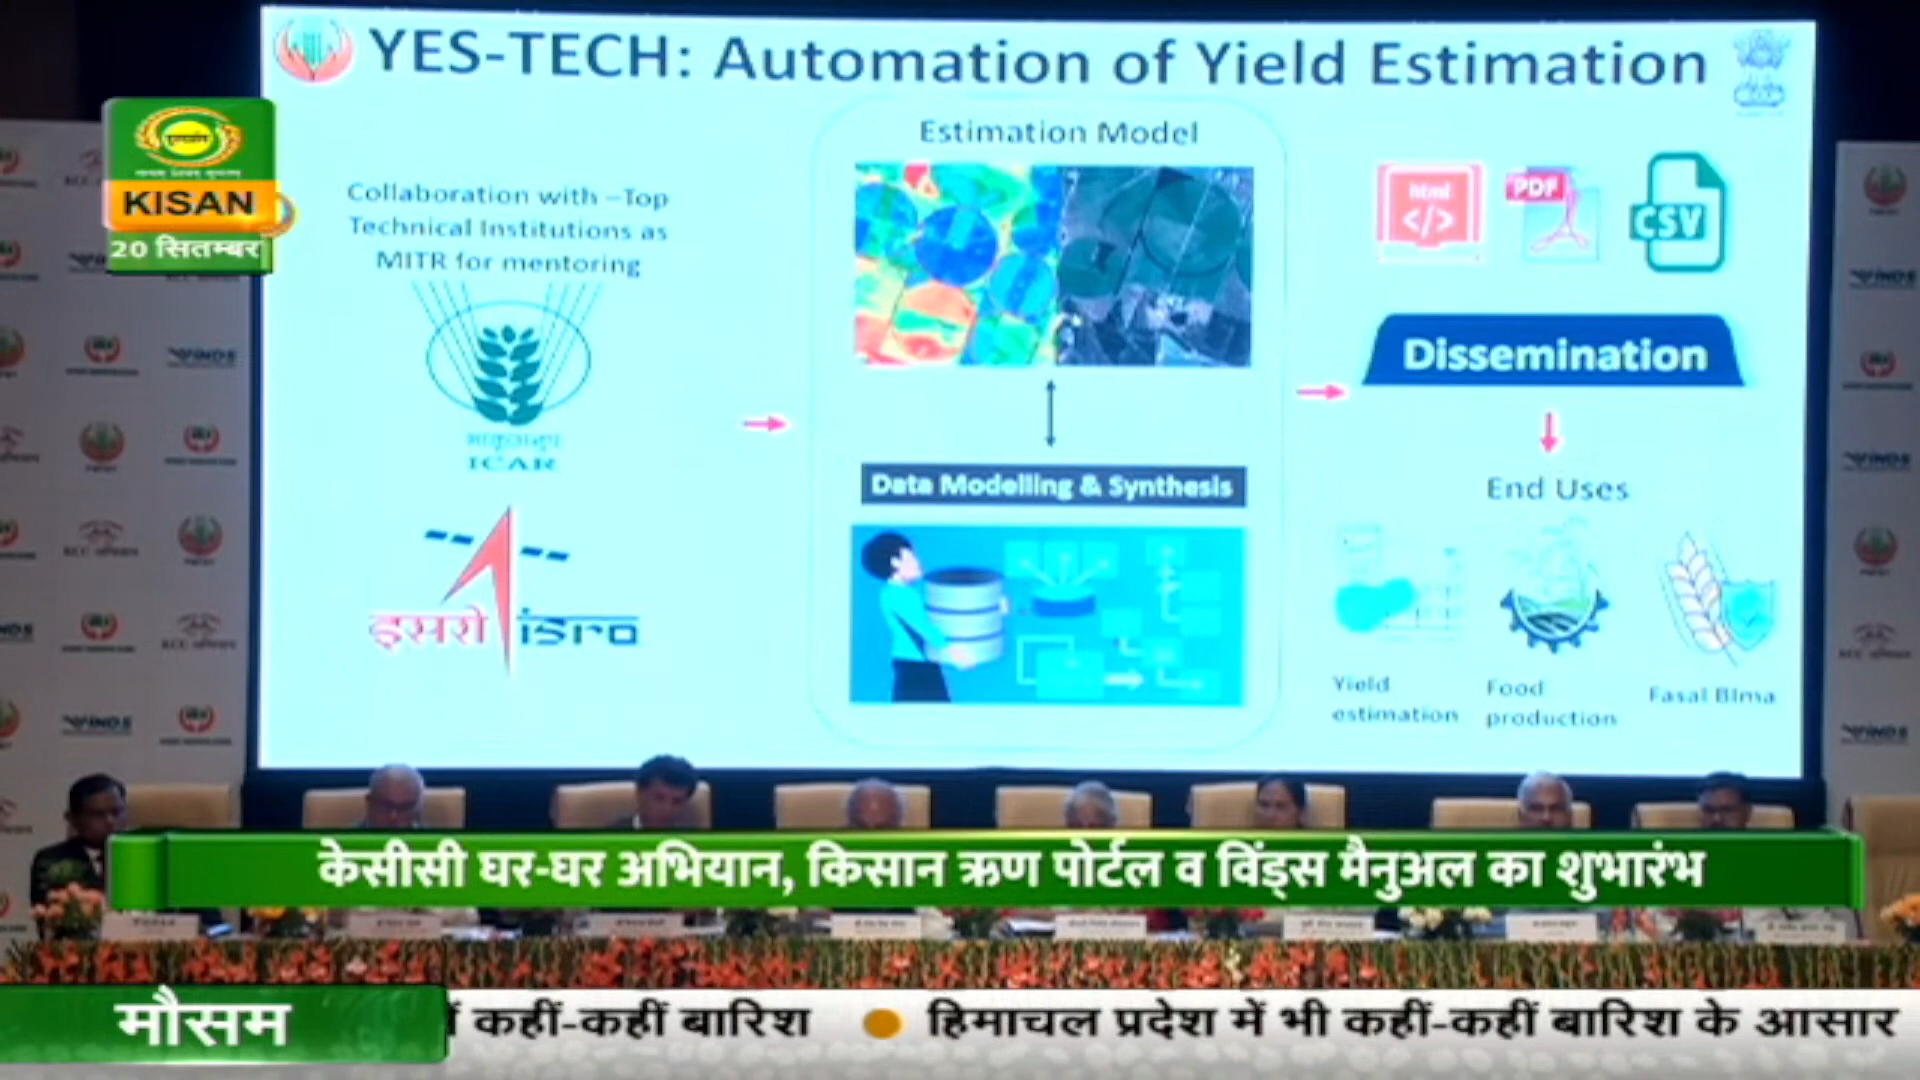 YES-TECH: Automation of Yield Estimation
KISAN
20 सितम्बर
Collaboration with –Top
Technical Institutions as
MITR for mentoring
ICAR
इसरो isro
Estimation Model
Data Modelling & Synthesis
html
</>
PDF
CSV
Dissemination
End Uses
Yield
estimation
Food
production
Fasal BIma
WINDS
केसीसी घर-घर अभियान, किसान ऋण पोर्टल व विंड्स मैनुअल का शुभारंभ
मौसम
कहीं-कहीं बारिश
हिमाचल प्रदेश में भी कहीं-कहीं बारिश के आसार